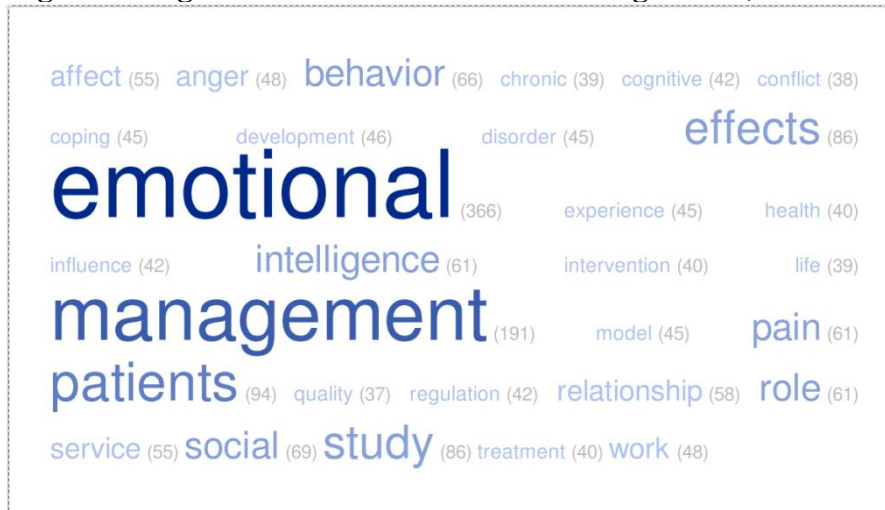 affect (55) anger (48) behavior (66) chronic (39) cognitive (42) conflict (38)
coping (45) development (46) disorder (45) effects (86)
emotional (366) experience (45) health (40)
influence (42) intelligence (61) intervention (40) life (39)
management (191) model (45) pain (61)
patients (94) quality (37) regulation (42) relationship (58) role (61)
service (55) social (69) study (86) treatment (40) work (48)